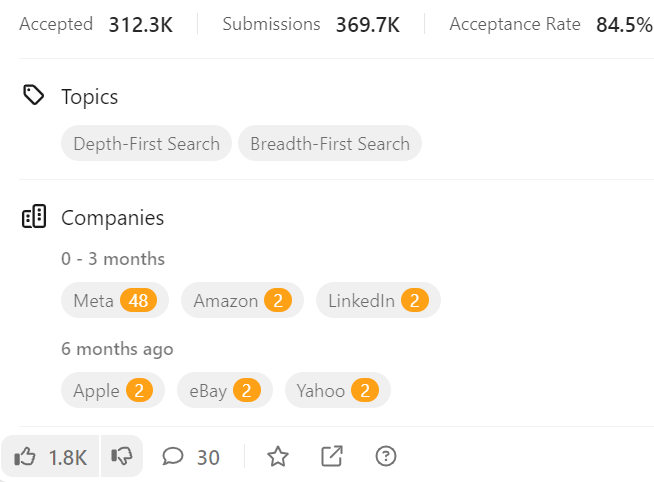 Accepted 312.3K Submissions 369.7K Acceptance Rate 84.5%
Topics
Depth-First Search Breadth-First Search
Companies
0 - 3 months
Meta 48 Amazon 2 LinkedIn 2
6 months ago
Apple 2 eBay 2 Yahoo 2
1.8K 30